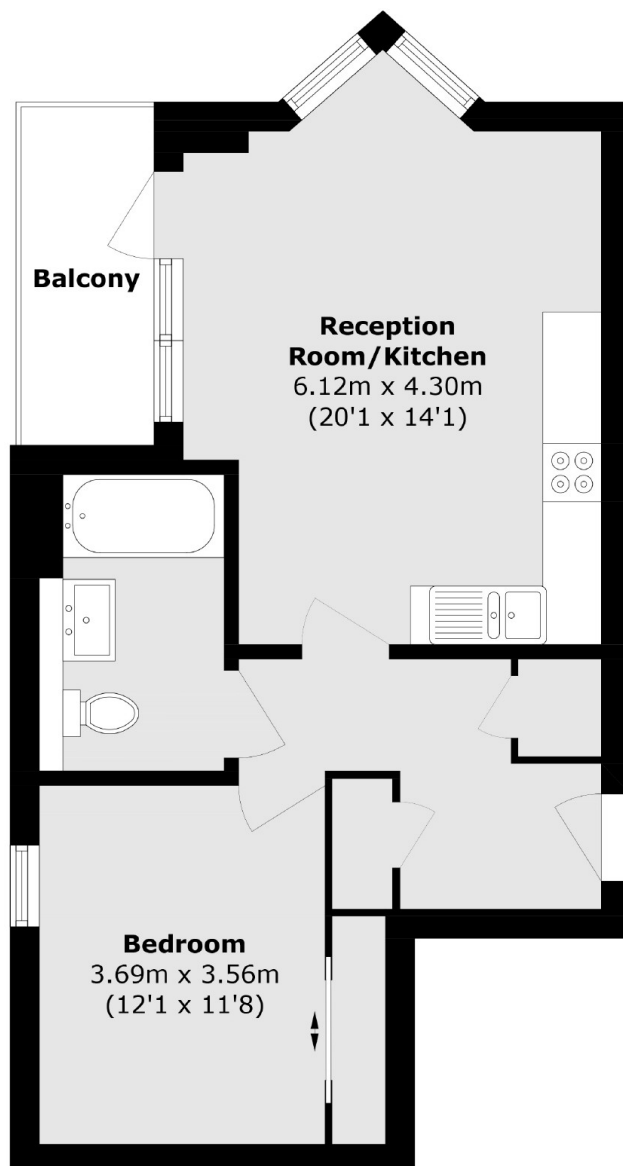 Balcony
Reception
Room/Kitchen
6.12m x 4.30m
(20'1 x 14'1)
Bedroom
3.69m x 3.56m
(12'1 x 11'8)